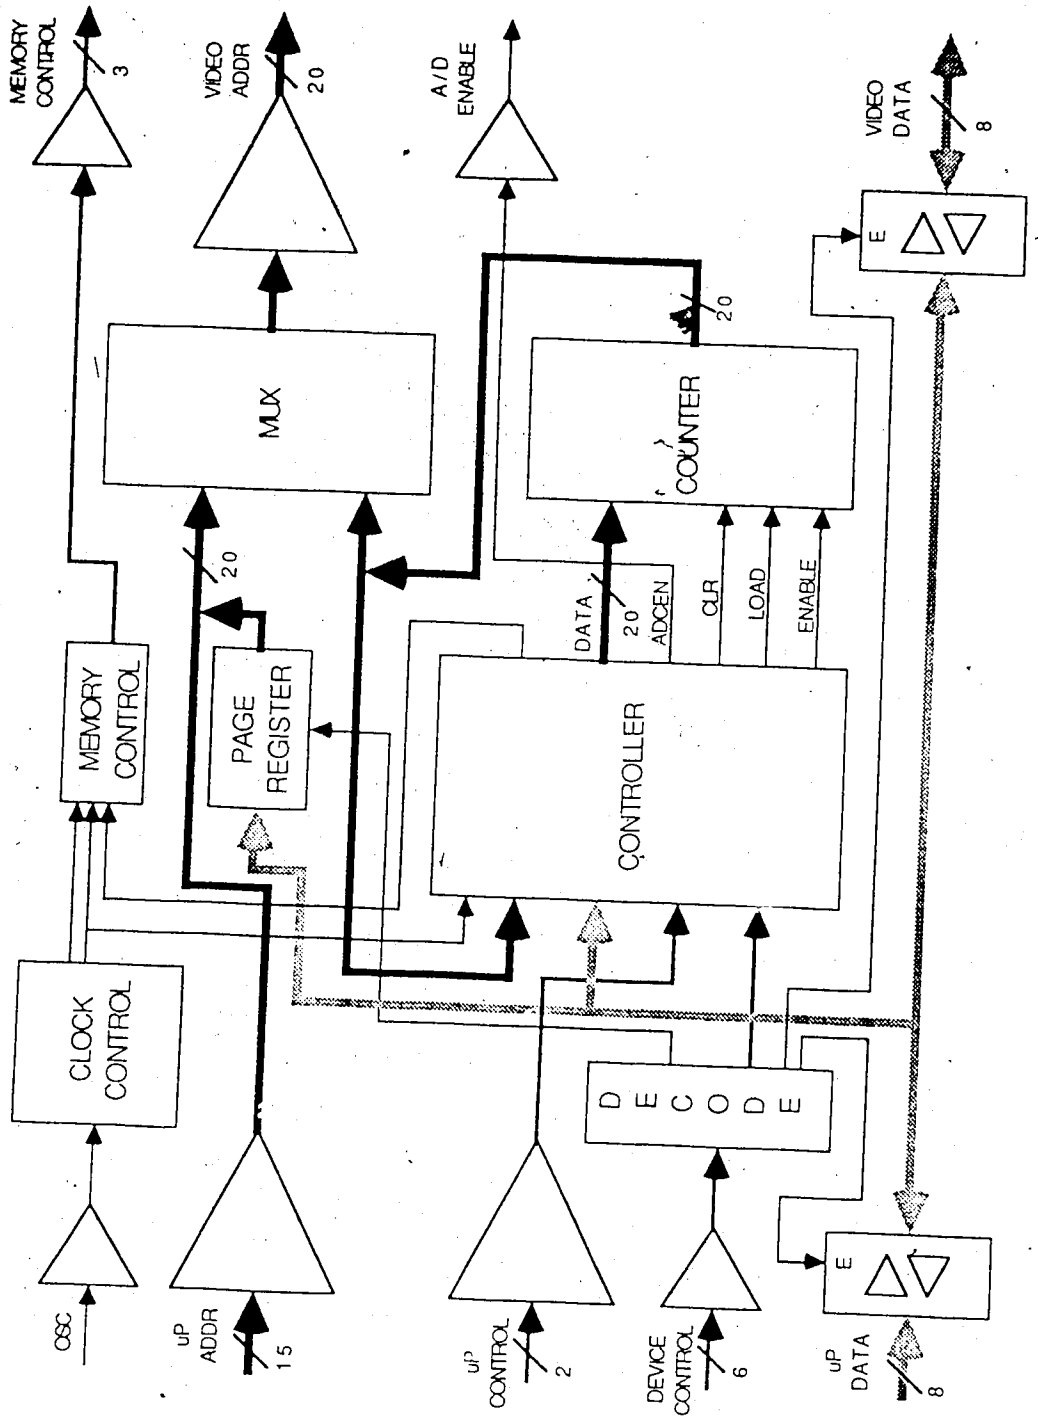 MEMORY
CONTROL
3
VIDEO
ADDR
20
A/D
ENABLE
VIDEO
DATA
8
E
MUX
COUNTER
20
20
DATA
20
ADCEN
CLR
LOAD
ENABLE
MEMORY
CONTROL
PAGE
REGISTER
CONTROLLER
CLOCK
CONTROL
DECODE
E
OSC
uP
ADDR
15
uP
CONTROL
2
DEVICE
CONTROL
6
uP
DATA
8